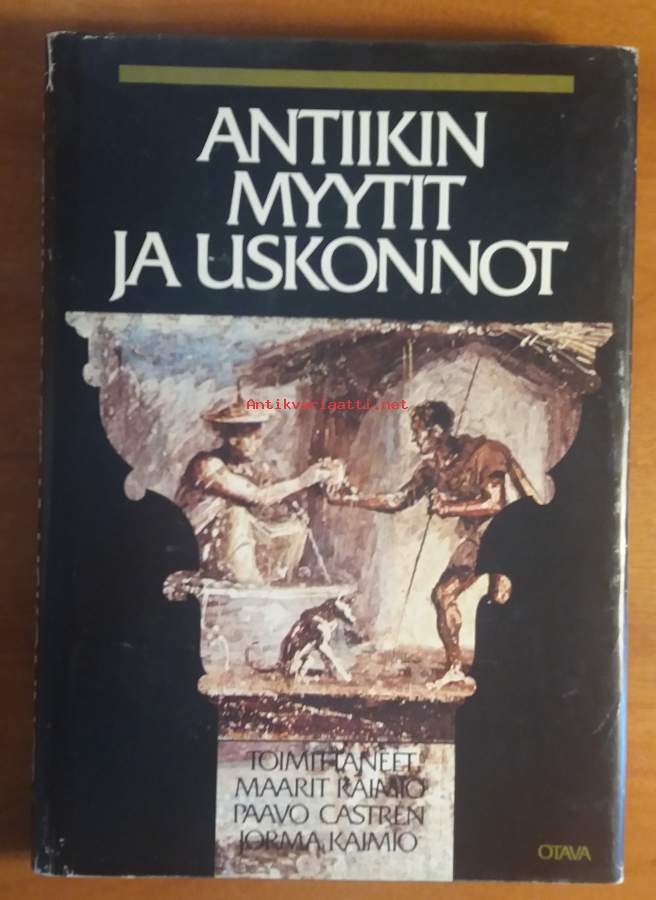 ANTIIKIN
MYYTIT
JA USKONNOT
Antikvariaatti.net
TOIMITTANEET
MAARIT KAIMIO
PAAVO CASTRÉN
JORMA KAIMIO
OTAVA